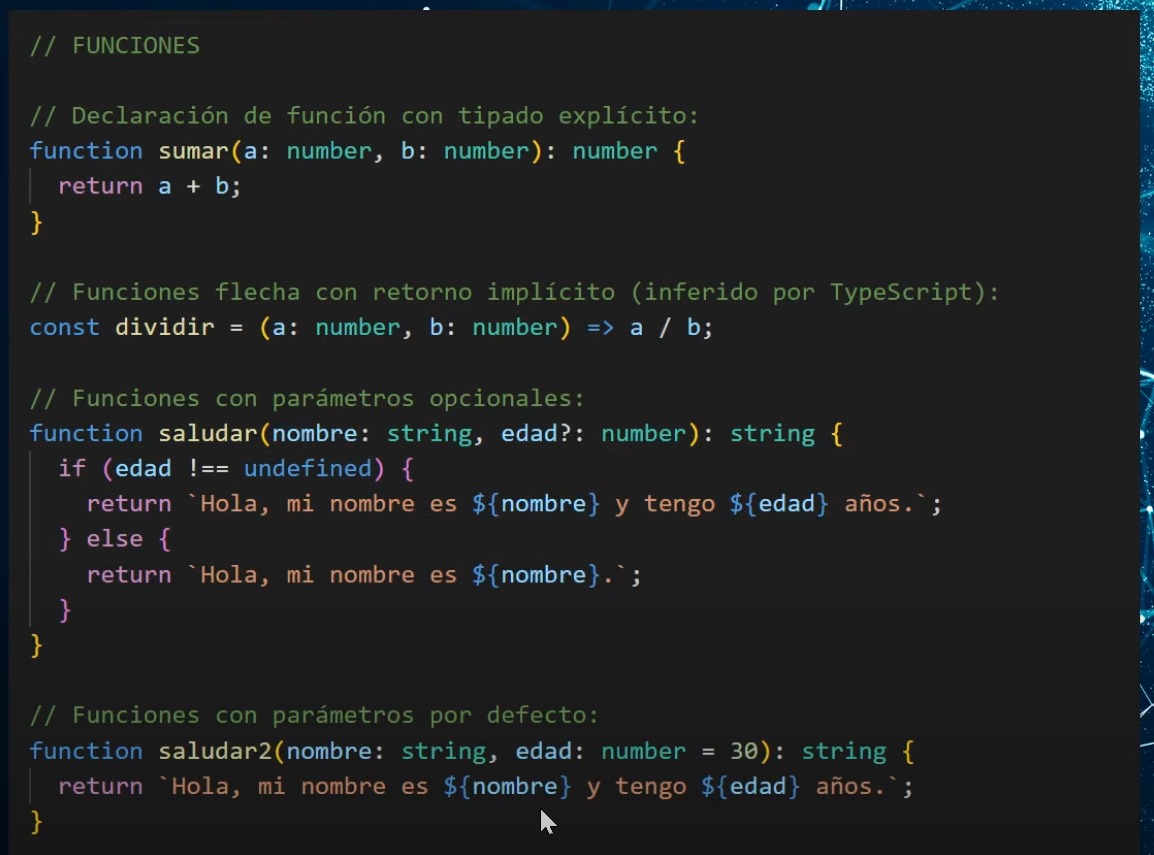 // FUNCIONES
// Declaración de función con tipado explícito:
function sumar(a: number, b: number): number {
  return a + b;
}
// Funciones flecha con retorno implícito (inferido por TypeScript):
const dividir = (a: number, b: number) => a / b;
// Funciones con parámetros opcionales:
function saludar(nombre: string, edad?: number): string {
  if (edad !== undefined) {
    return `Hola, mi nombre es ${nombre} y tengo ${edad} años.`;
  } else {
    return `Hola, mi nombre es ${nombre}.`;
  }
}
// Funciones con parámetros por defecto:
function saludar2(nombre: string, edad: number = 30): string {
  return `Hola, mi nombre es ${nombre} y tengo ${edad} años.`;
}